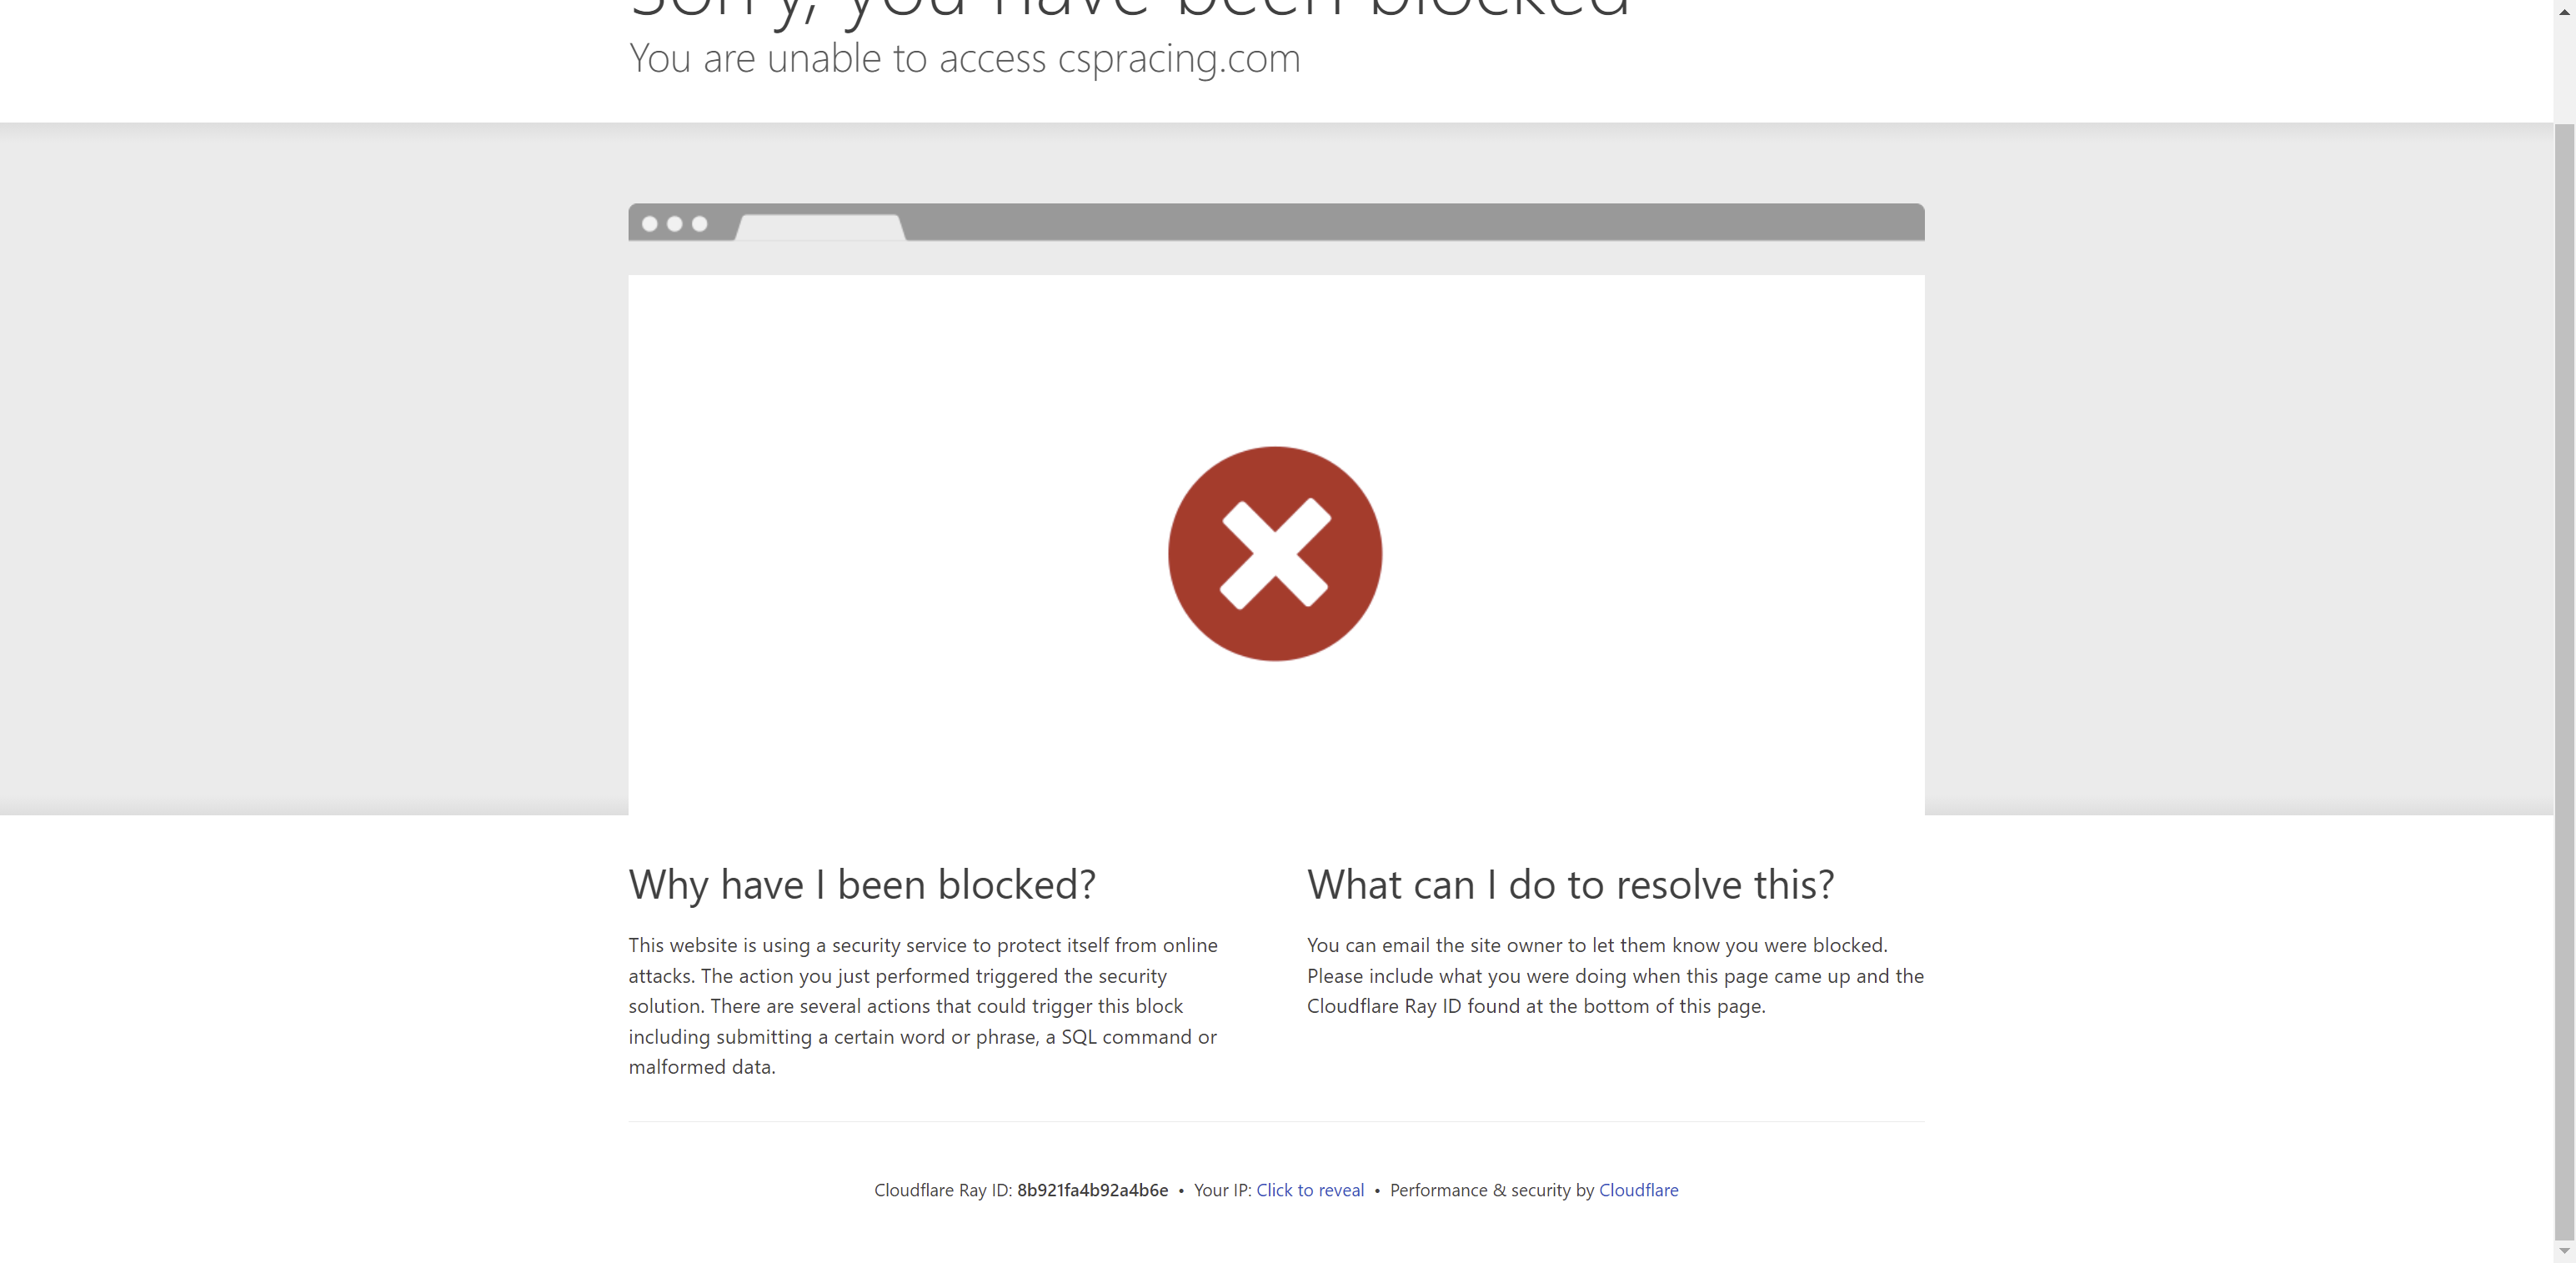 Sorry, you have been blocked
You are unable to access cspracing.com
Why have I been blocked?
This website is using a security service to protect itself from online
attacks. The action you just performed triggered the security
solution. There are several actions that could trigger this block
including submitting a certain word or phrase, a SQL command or
malformed data.
What can I do to resolve this?
You can email the site owner to let them know you were blocked.
Please include what you were doing when this page came up and the
Cloudflare Ray ID found at the bottom of this page.
Cloudflare Ray ID: 8b921fa4b92a4b6e • Your IP: Click to reveal • Performance & security by Cloudflare